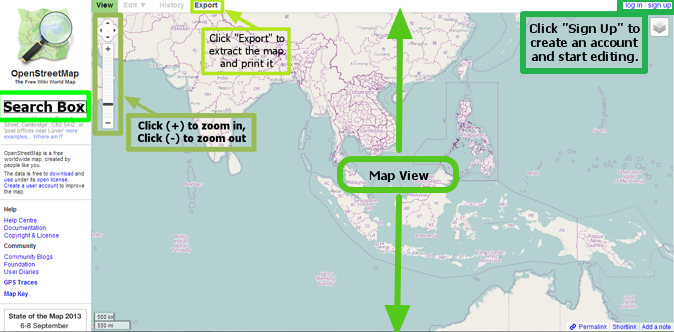 View Edit ▼ History Export
log in | sign up
OpenStreetMap
The Free Wiki World Map
Search Box
Street, Cambridge', 'CB2 5AQ', or
'post offices near Lünen' more
examples... Where am I?
OpenStreetMap is a free
worldwide map, created by
people like you.
The data is free to download and
use under its open license.
Create a user account to improve
the map.
Help
Help Centre
Documentation
Copyright & License
Community
Community Blogs
Foundation
User Diaries
GPS Traces
Map Key
State of the Map 2013
6-8 September
Click "Export" to
extract the map
and print it
Click (+) to zoom in,
Click (-) to zoom out
Click "Sign Up" to
create an account
and start editing.
Map View
500 km
500 mi
Permalink Shortlink Add a note